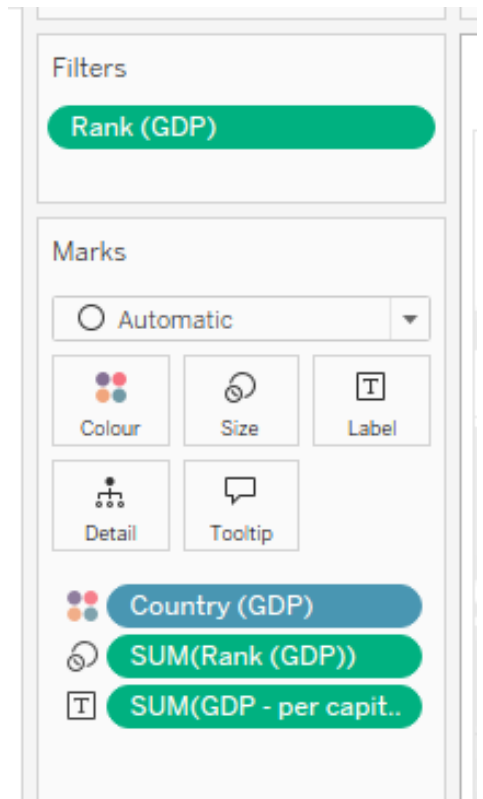 Filters
Rank (GDP)
Marks
Automatic
Colour
Size
T
Label
Detail
Tooltip
Country (GDP)
SUM(Rank (GDP))
T
SUM(GDP - per capit..